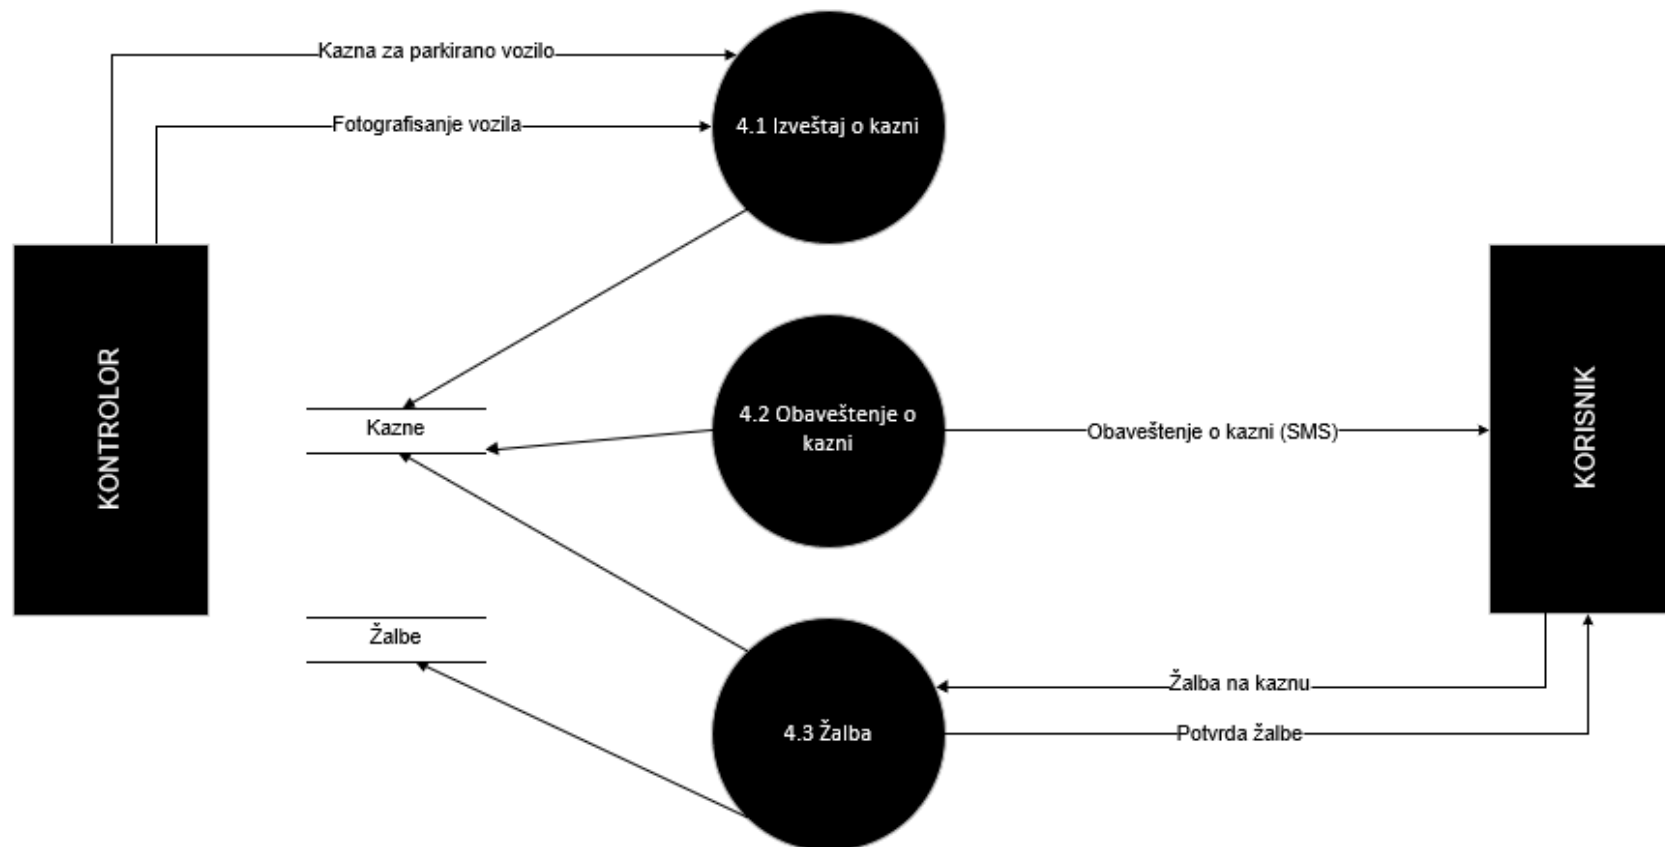 Kazna za parkirano vozilo
Fotografisanje vozila
4.1 Izveštaj o kazni
KONTROLOR
Kazne
4.2 Obaveštenje o
kazni
Obaveštenje o kazni (SMS)
KORISNIK
Žalbe
4.3 Žalba
Žalba na kaznu
Potvrda žalbe